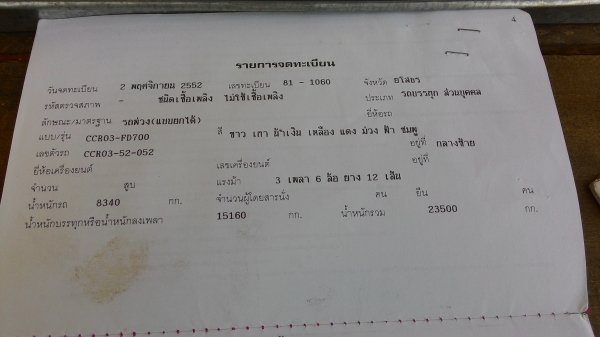 4
รายการจดทะเบียน
วันจดทะเบียน 2 พฤศจิกายน 2552 เลขทะเบียน 81 - 1060 จังหวัด ยโสธร
รหัสตรวจสภาพ - ชนิดเชื้อเพลิง ไม่ใช้เชื้อเพลิง ประเภท รถบรรทุก ส่วนบุคคล
ลักษณะ/มาตรฐาน รถพ่วง(แบบยกได้) ยี่ห้อรถ
แบบ/รุ่น CCR03-FD700 สี ขาว เทา น้ำเงิน เหลือง แดง ม่วง ฟ้า ชมพู
เลขตัวรถ CCR03-52-052 อยู่ที่ กลางซ้าย
ยี่ห้อเครื่องยนต์ เลขเครื่องยนต์ อยู่ที่
จำนวน สูบ แรงม้า 3 เพลา 6 ล้อ ยาง 12 เส้น
น้ำหนักรถ 8340 กก. จำนวนผู้โดยสารนั่ง คน ยืน คน
น้ำหนักบรรทุกหรือน้ำหนักลงเพลา 15160 กก. น้ำหนักรวม 23500 กก.